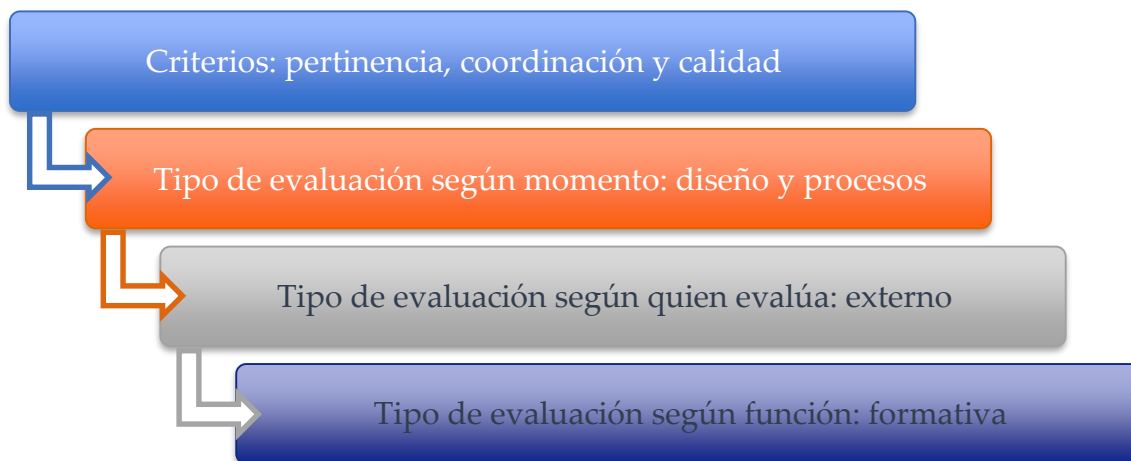 Criterios: pertinencia, coordinación y calidad
Tipo de evaluación según momento: diseño y procesos
Tipo de evaluación según quien evalúa: externo
Tipo de evaluación según función: formativa